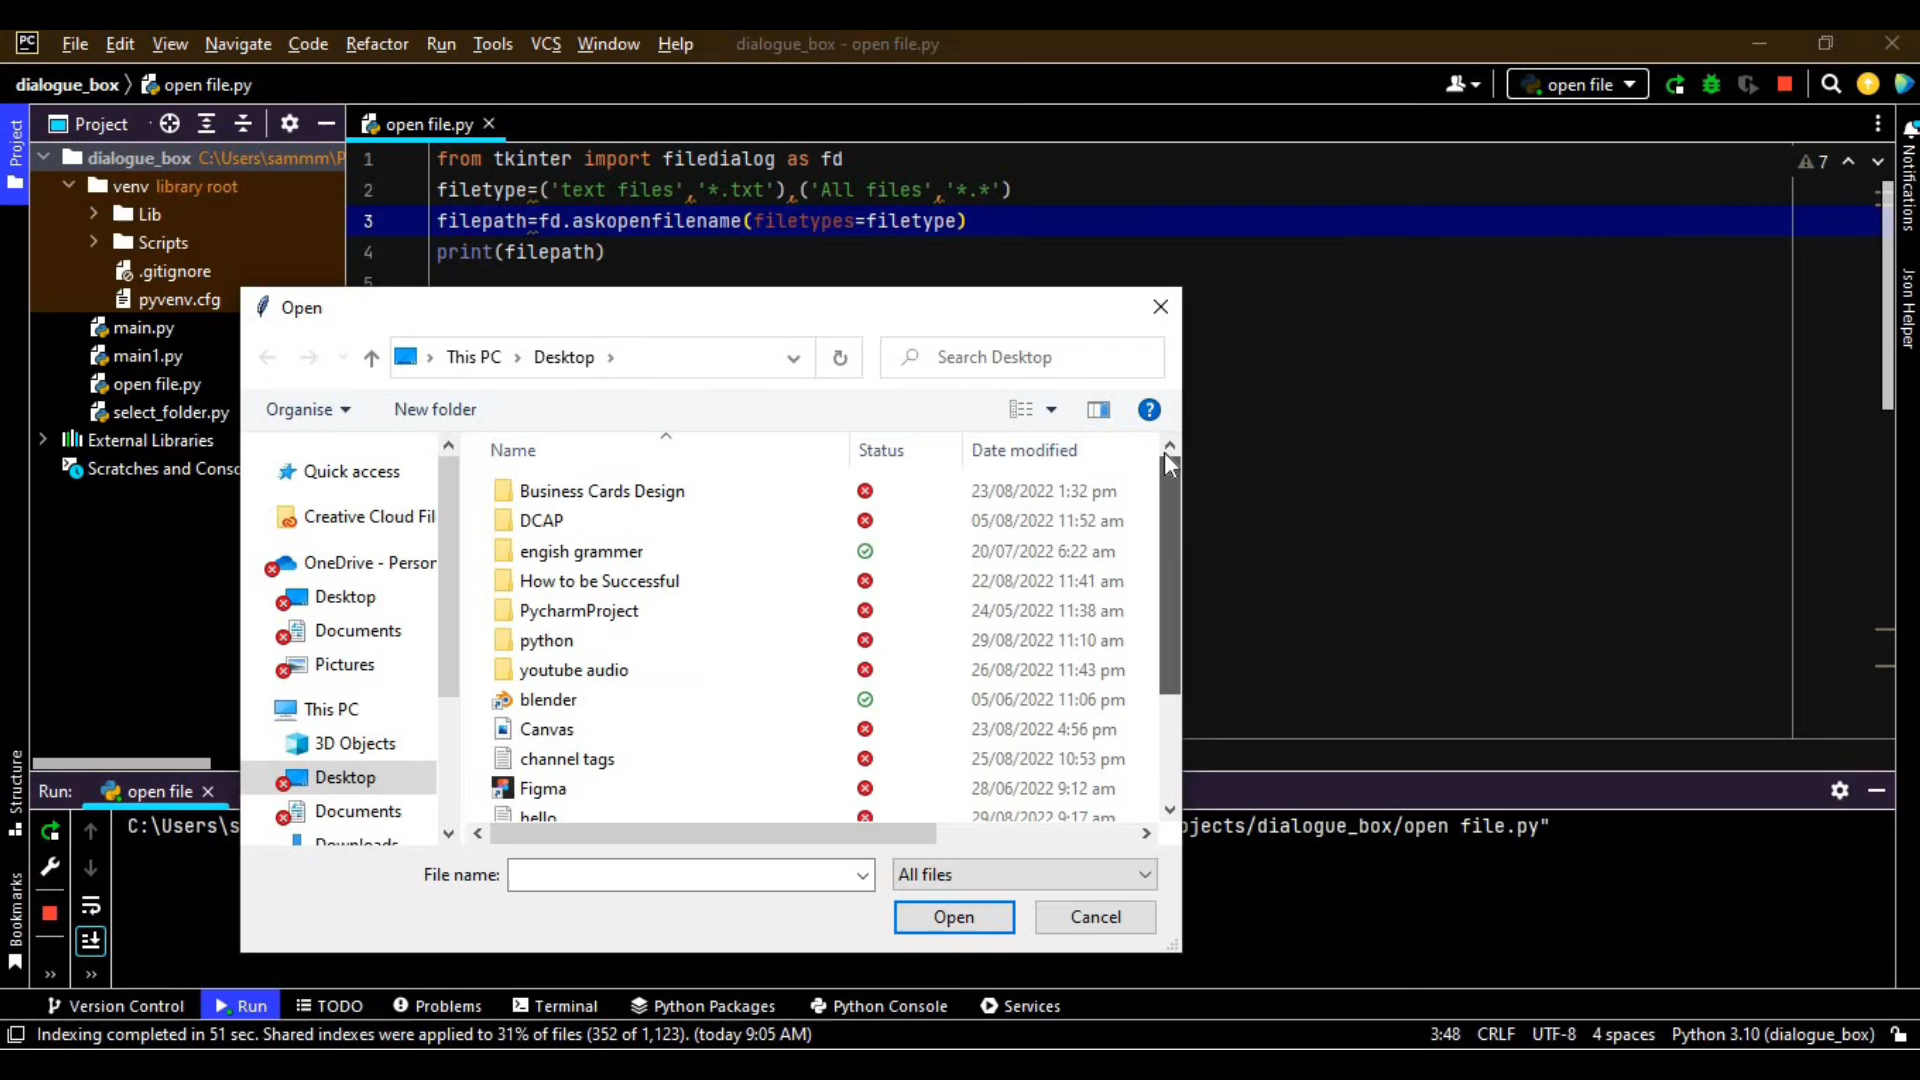 PC File Edit View Navigate Code Refactor Run Tools VCS Window Help dialogue_box - open file.py
dialogue_box open file.py
open file
Project
open file.py
Project
Notifications
Json Helper
dialogue_box C:\Users\sammm\P
venv library root
Lib
Scripts
.gitignore
pyvenv.cfg
main.py
main1.py
open file.py
select_folder.py
External Libraries
Scratches and Conso
7
1 from tkinter import filedialog as fd
2 filetype=('text files','*.txt'),('All files','*.*')
3 filepath=fd.askopenfilename(filetypes=filetype)
4 print(filepath)
5
Open
This PC Desktop
Search Desktop
Organise New folder
Quick access
Creative Cloud Fil
OneDrive - Person
Desktop
Documents
Pictures
This PC
3D Objects
Desktop
Documents
Downloads
Name Status Date modified
Business Cards Design 23/08/2022 1:32 pm
DCAP 05/08/2022 11:52 am
engish grammer 20/07/2022 6:22 am
How to be Successful 22/08/2022 11:41 am
PycharmProject 24/05/2022 11:38 am
python 29/08/2022 11:10 am
youtube audio 26/08/2022 11:43 pm
blender 05/06/2022 11:06 pm
Canvas 23/08/2022 4:56 pm
channel tags 25/08/2022 10:53 pm
Figma 28/06/2022 9:12 am
hello 29/08/2022 9:17 am
File name: All files
Open Cancel
Structure
Bookmarks
Run: open file
C:\Users\s
ojects/dialogue_box/open file.py"
Version Control Run TODO Problems Terminal Python Packages Python Console Services
Indexing completed in 51 sec. Shared indexes were applied to 31% of files (352 of 1,123). (today 9:05 AM)
3:48 CRLF UTF-8 4 spaces Python 3.10 (dialogue_box)